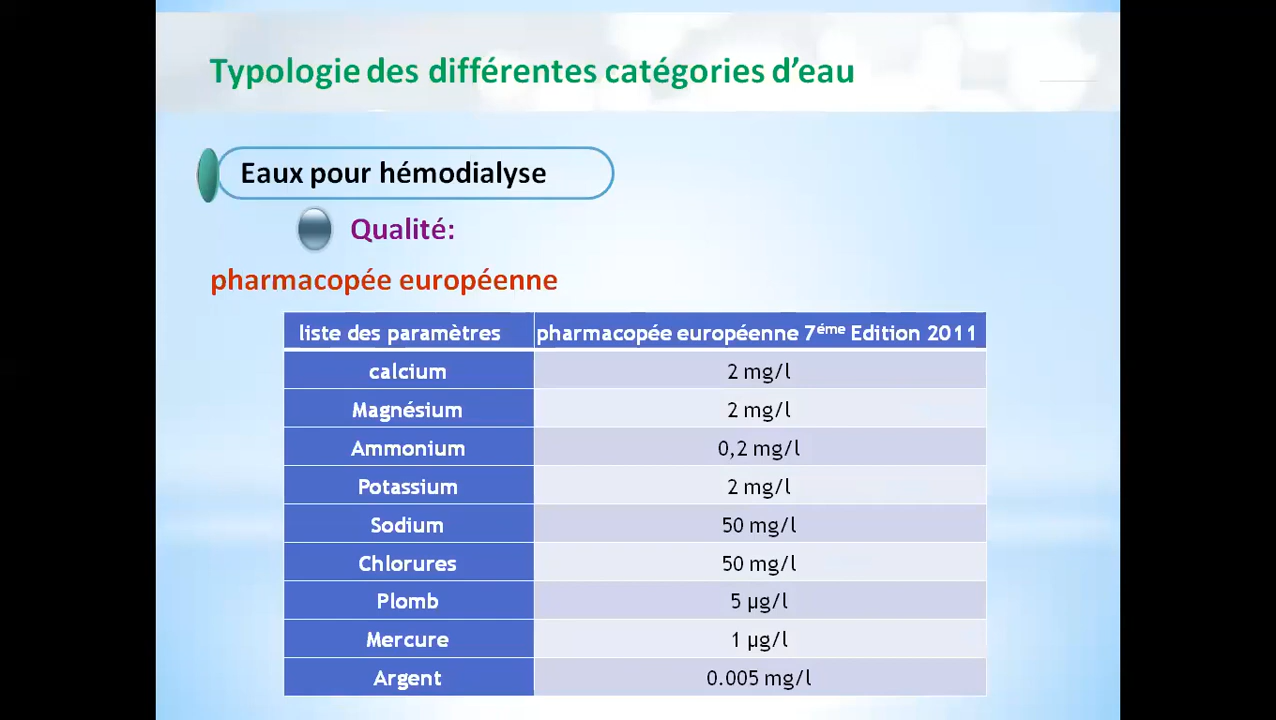 Typologie des différentes catégories d’eau
Eaux pour hémodialyse
Qualité:
pharmacopée européenne
liste des paramètres pharmacopée européenne 7éme Edition 2011
calcium 2 mg/l
Magnésium 2 mg/l
Ammonium 0,2 mg/l
Potassium 2 mg/l
Sodium 50 mg/l
Chlorures 50 mg/l
Plomb 5 µg/l
Mercure 1 µg/l
Argent 0.005 mg/l